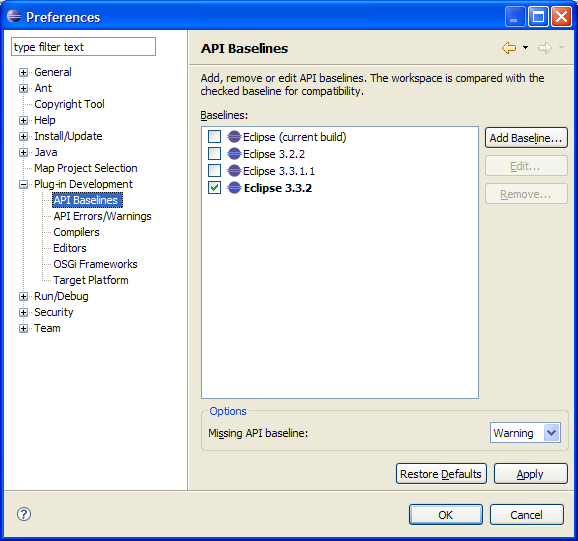 Preferences
type filter text
General
Ant
Copyright Tool
Help
Install/Update
Java
Map Project Selection
Plug-in Development
API Baselines
API Errors/Warnings
Compilers
Editors
OSGi Frameworks
Target Platform
Run/Debug
Security
Team
API Baselines
Add, remove or edit API baselines. The workspace is compared with the
checked baseline for compatibility.
Baselines:
Eclipse (current build)
Eclipse 3.2.2
Eclipse 3.3.1.1
Eclipse 3.3.2
Add Baseline...
Edit...
Remove...
Options
Missing API baseline:
Warning
Restore Defaults
Apply
OK
Cancel